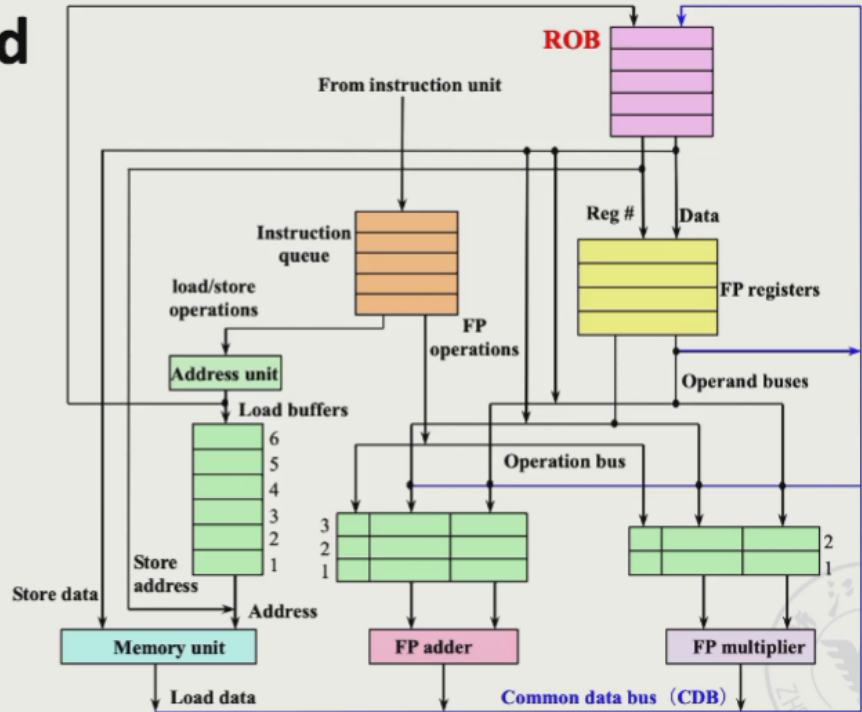 d
ROB
From instruction unit
Reg #
Data
Instruction
queue
FP registers
load/store
operations
FP
operations
Address unit
Operand buses
Load buffers
6
5
4
3
2
1
Operation bus
3
2
1
2
1
Store
address
Store data
Address
Memory unit
FP adder
FP multiplier
Load data
Common data bus（CDB）